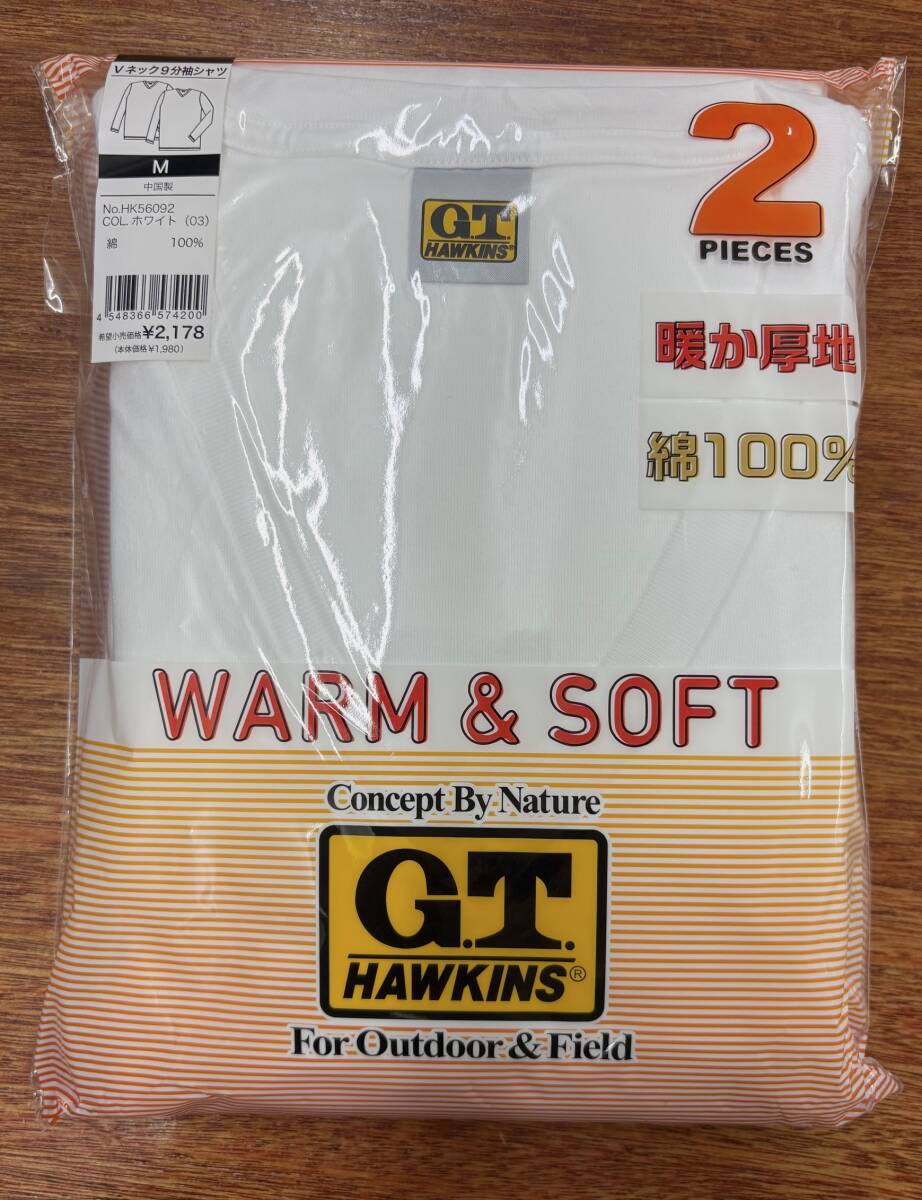 Vネック9分袖シャツ
M
中国製
No.HK56092
COL.ホワイト (03)
綿 100%
4 548366 574200
希望小売価格 ¥2,178
(本体価格¥1,980)
G.T.
HAWKINS®
2
PIECES
暖か厚地
綿100%
WARM & SOFT
Concept By Nature
G.T.
HAWKINS®
For Outdoor & Field